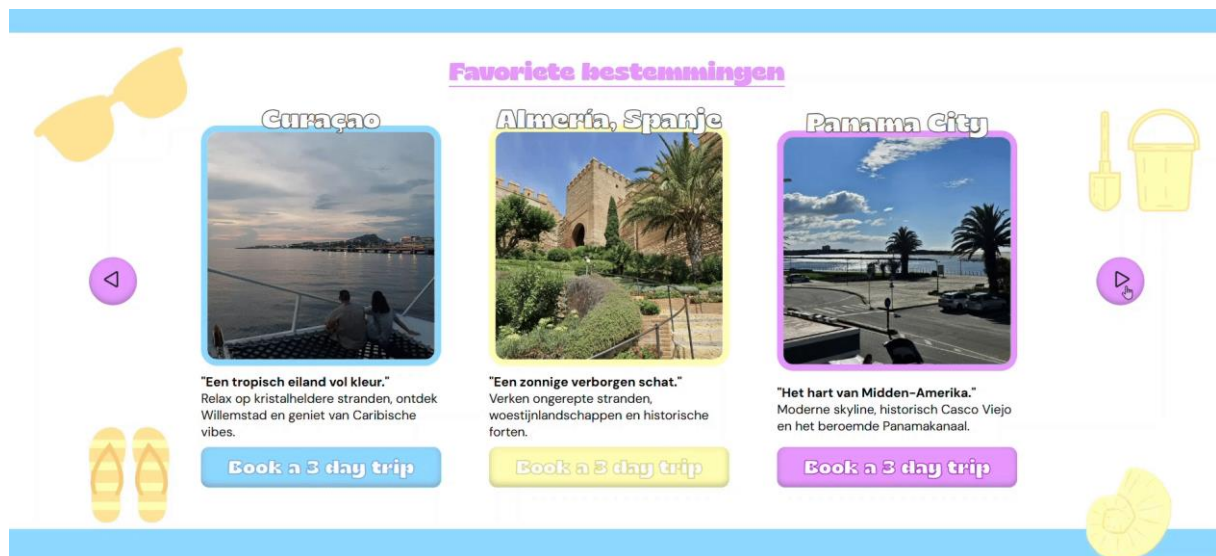 Favoriete bestemmingen
Curaçao
"Een tropisch eiland vol kleur."
Relax op kristalheldere stranden, ontdek
Willemstad en geniet van Caribische
vibes.
Book a 3 day trip
Almería, Spanje
"Een zonnige verborgen schat."
Verken ongerepte stranden,
woestijnlandschappen en historische
forten.
Book a 3 day trip
Panama City
"Het hart van Midden-Amerika."
Moderne skyline, historisch Casco Viejo
en het beroemde Panamakanaal.
Book a 3 day trip